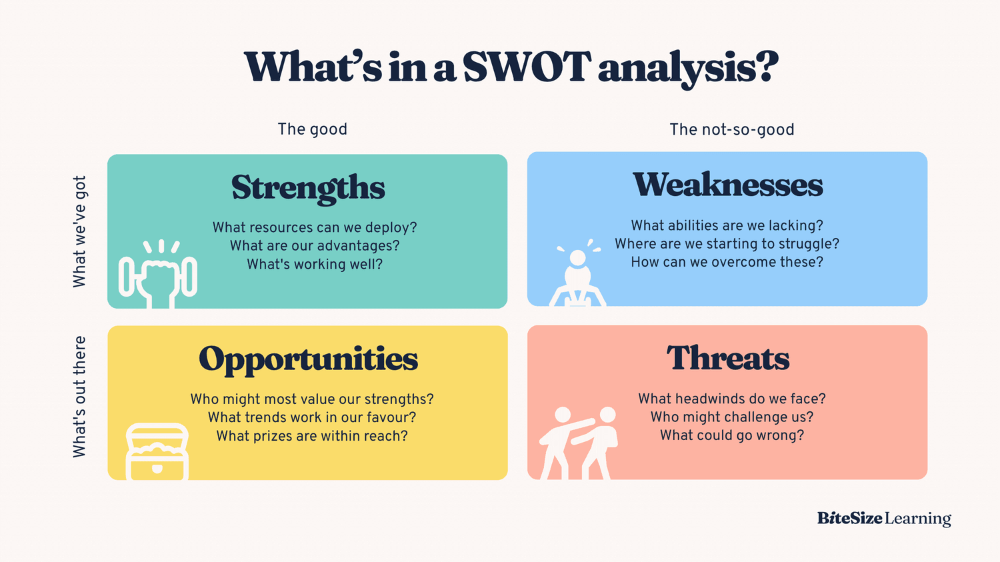 What’s in a SWOT analysis?
The good
The not-so-good
What we've got
Strengths
What resources can we deploy?
What are our advantages?
What's working well?
Weaknesses
What abilities are we lacking?
Where are we starting to struggle?
How can we overcome these?
What's out there
Opportunities
Who might most value our strengths?
What trends work in our favour?
What prizes are within reach?
Threats
What headwinds do we face?
Who might challenge us?
What could go wrong?
BiteSize Learning